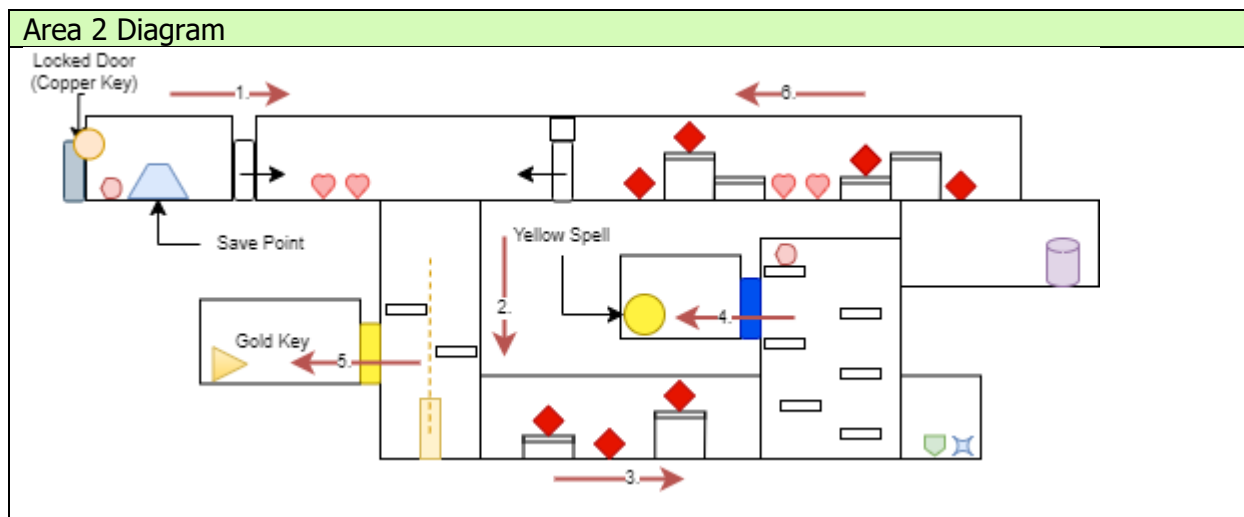 Area 2 Diagram
Locked Door
(Copper Key)
1.
6.
Save Point
Yellow Spell
2.
4.
Gold Key
5.
3.